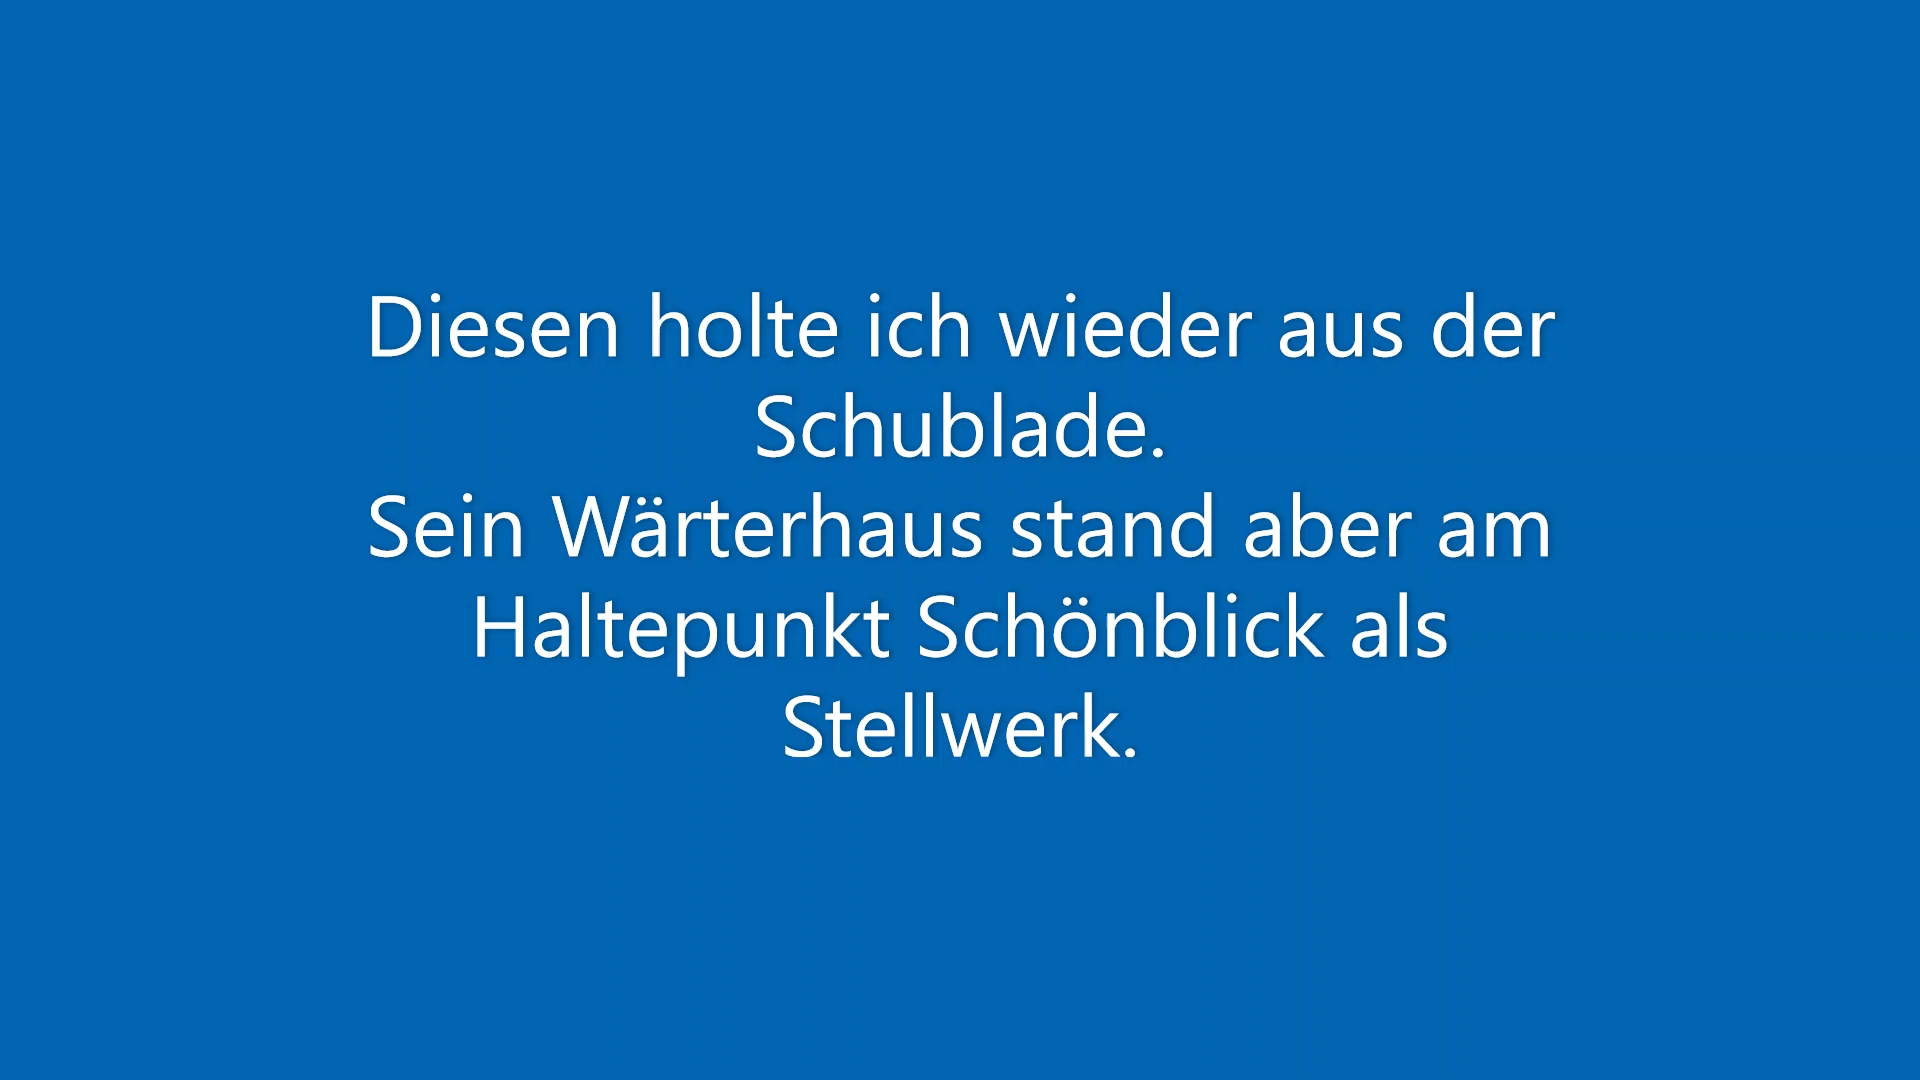 Diesen holte ich wieder aus der
Schublade.
Sein Wärterhaus stand aber am
Haltepunkt Schönblick als
Stellwerk.